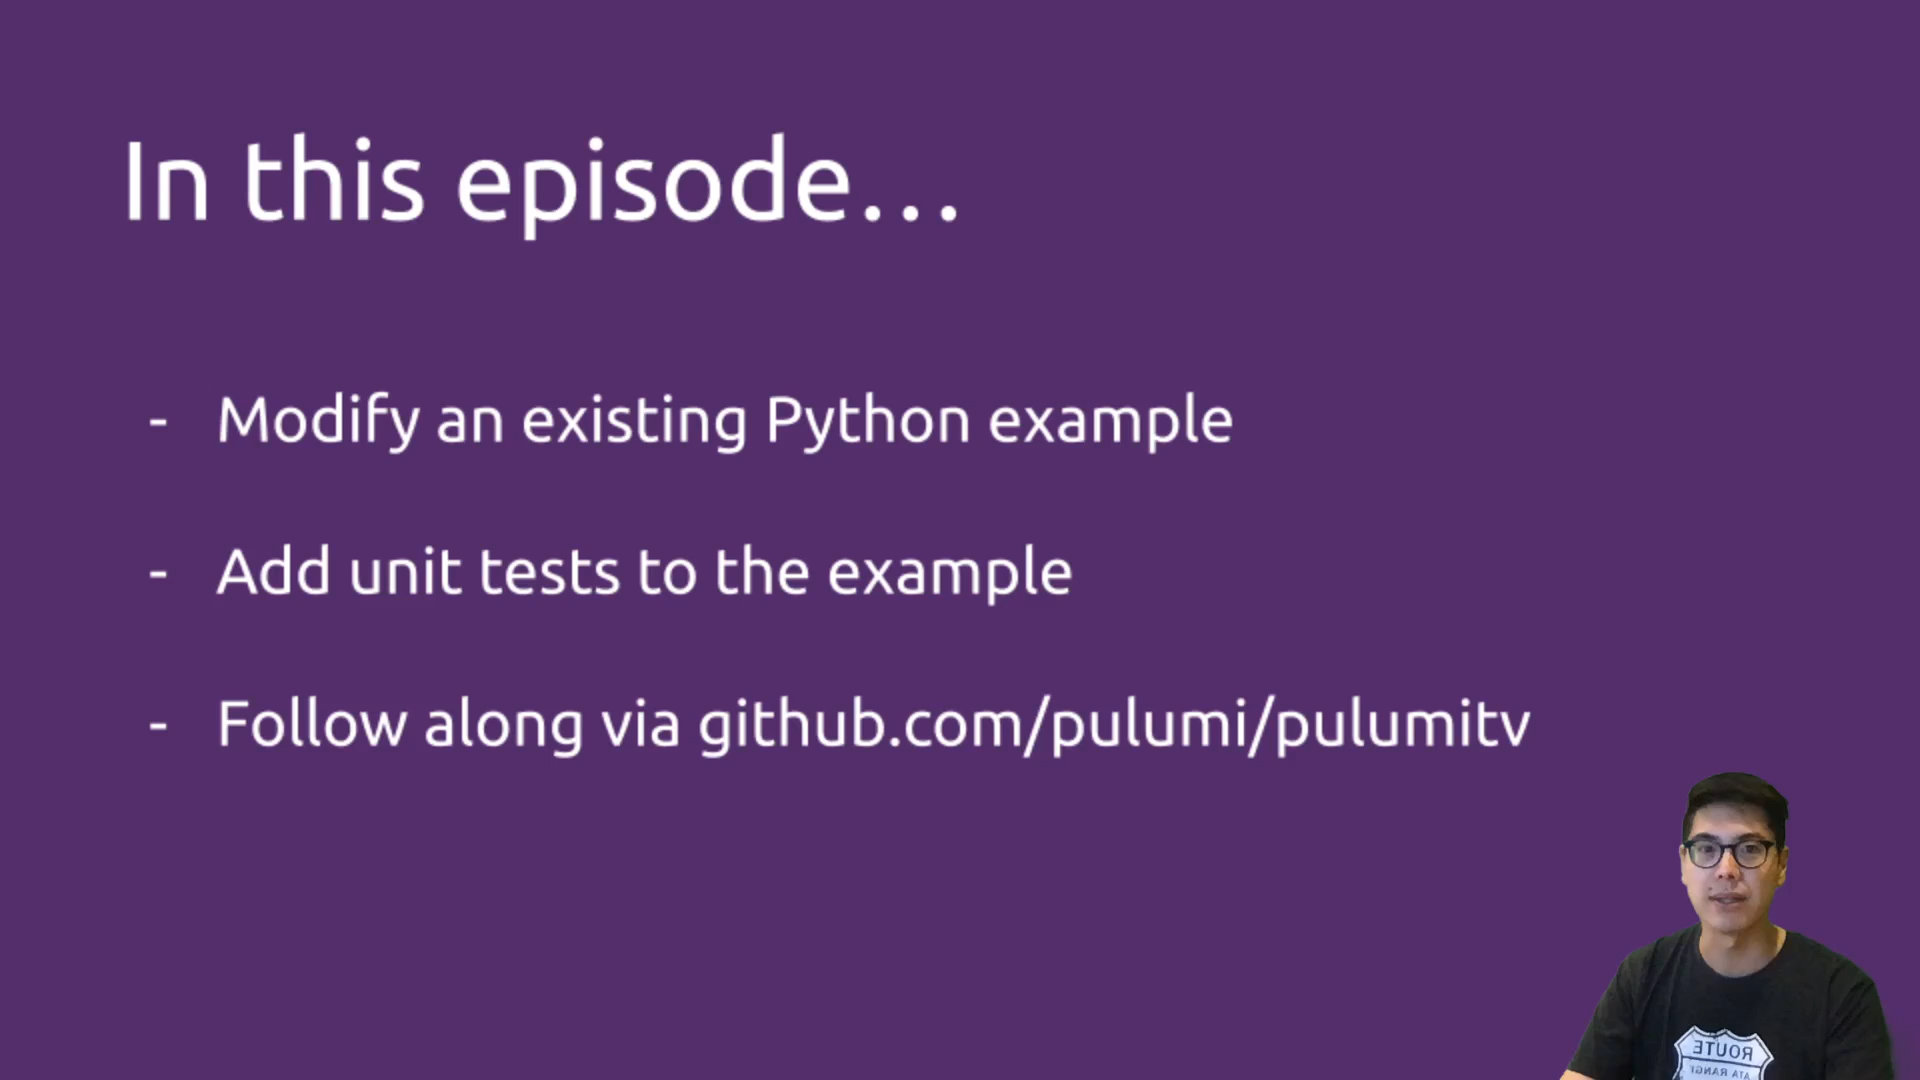 In this episode...
- Modify an existing Python example
- Add unit tests to the example
- Follow along via github.com/pulumi/pulumitv
ROUTE